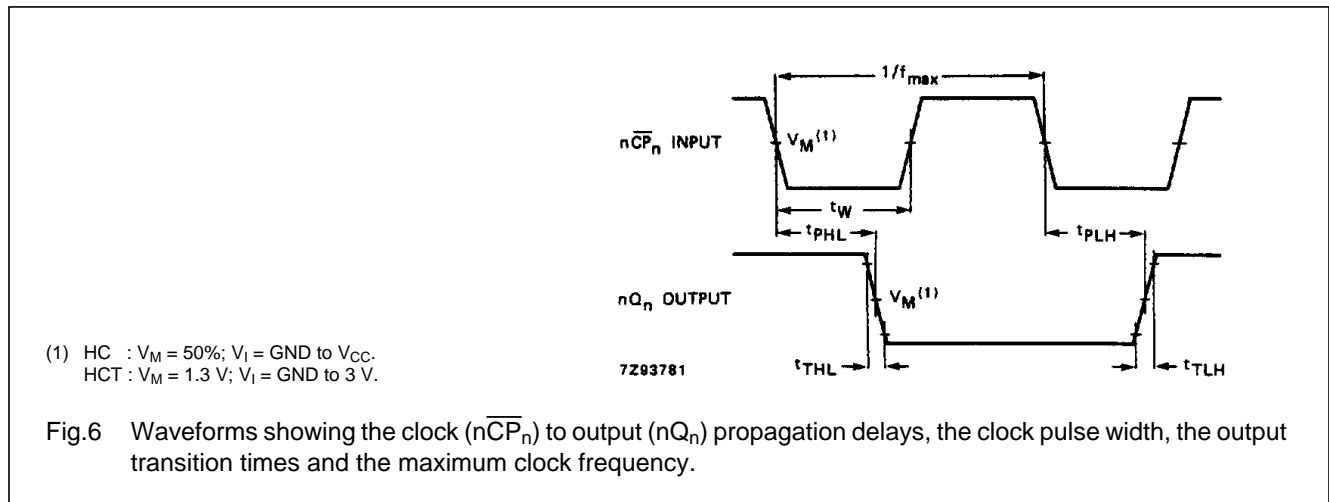 1/fmax
nC̅P̅n INPUT
VM(1)
tW
tPHL
tPLH
nQn OUTPUT
VM(1)
tTHL
tTLH
7Z93781
(1) HC : VM = 50%; VI = GND to VCC.
HCT : VM = 1.3 V; VI = GND to 3 V.
Fig.6 Waveforms showing the clock (nC̅P̅n) to output (nQn) propagation delays, the clock pulse width, the output
transition times and the maximum clock frequency.